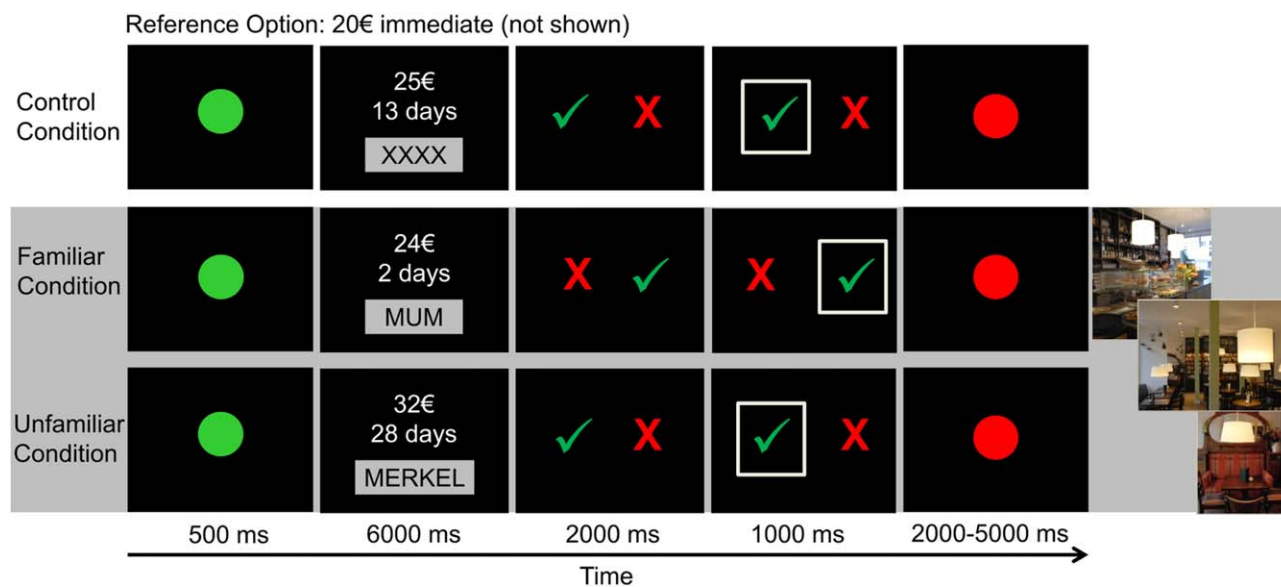 Reference Option: 20€ immediate (not shown)
Control
Condition
25€
13 days
XXXX
X
X
Familiar
Condition
24€
2 days
MUM
X
X
Unfamiliar
Condition
32€
28 days
MERKEL
X
X
500 ms
6000 ms
2000 ms
1000 ms
2000-5000 ms
Time